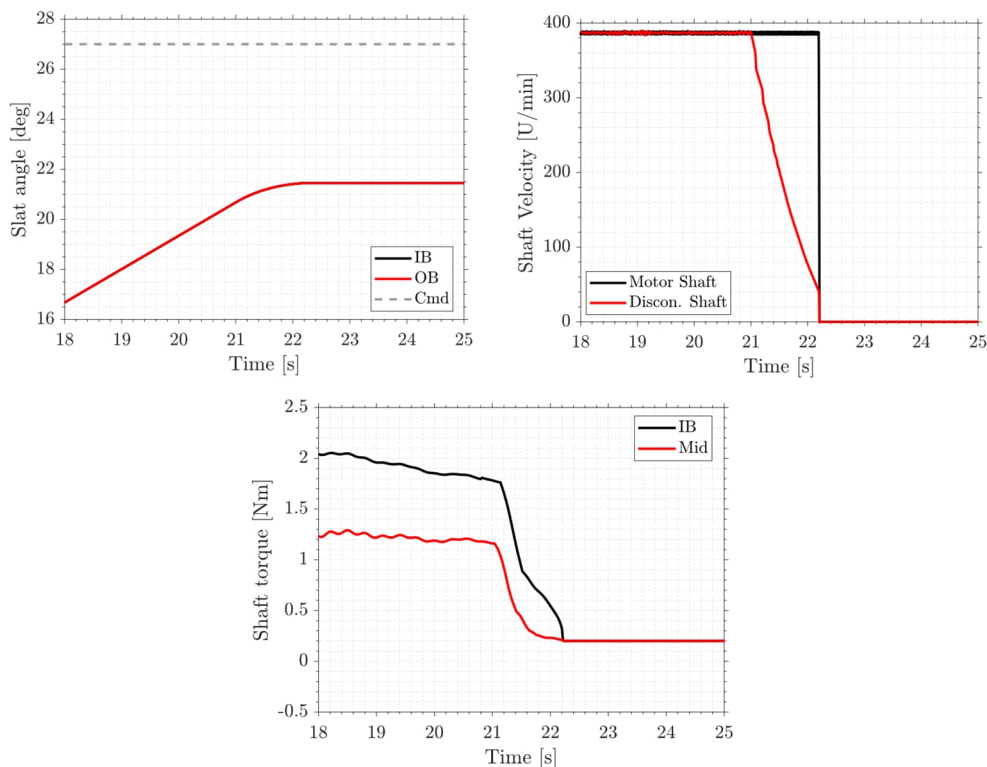 28
26
24
22
20
18
16
Slat angle [deg]
IB
OB
Cmd
18 19 20 21 22 23 24 25
Time [s]
400
300
200
100
0
Shaft Velocity [U/min]
Motor Shaft
Discon. Shaft
18 19 20 21 22 23 24 25
Time [s]
2.5
2
1.5
1
0.5
0
-0.5
Shaft torque [Nm]
IB
Mid
18 19 20 21 22 23 24 25
Time [s]